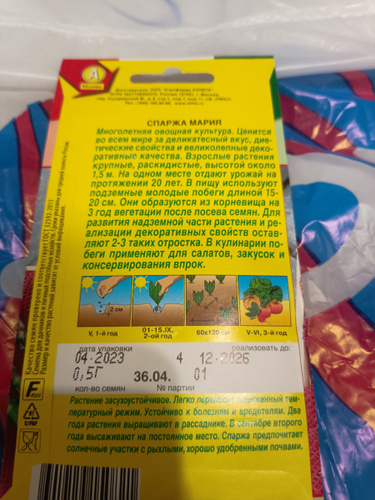 СПАРЖА МАРИЯ
Многолетняя овощная культура. Ценится
во всем мире за деликатесный вкус, дие-
тические свойства и великолепные деко-
ративные качества. Взрослые растения
крупные, раскидистые, высотой около
1,5 м. На одном месте отдают урожай на
протяжении 20 лет. В пищу используют
подземные молодые побеги длиной 15-
20 см. Они образуются из корневища на
3 год вегетации после посева семян. Для
развития надземной части растения и ре-
ализации декоративных свойств остав-
ляют 2-3 таких отростка. В кулинарии по-
беги применяют для салатов, закусок и
консервирования впрок.
2 см
60х120 см
V, 1-й год
01-15.IX,
2-ой год
V-VI, 3-й год
дата упаковки
реализовать до:
04 2023 4 12-2026
0,5Г 36.04. 01
кол-во семян
№ партии
Растение засухоустойчивое. Легко
температурный режим. Устойчиво к болезням и вредителям. Два
года растения выращивают в рассаднике. В сентябре второго
года высаживают на постоянное место. Спаржа предпочитает
солнечные участки с рыхлыми, хорошо удобренными почвами.